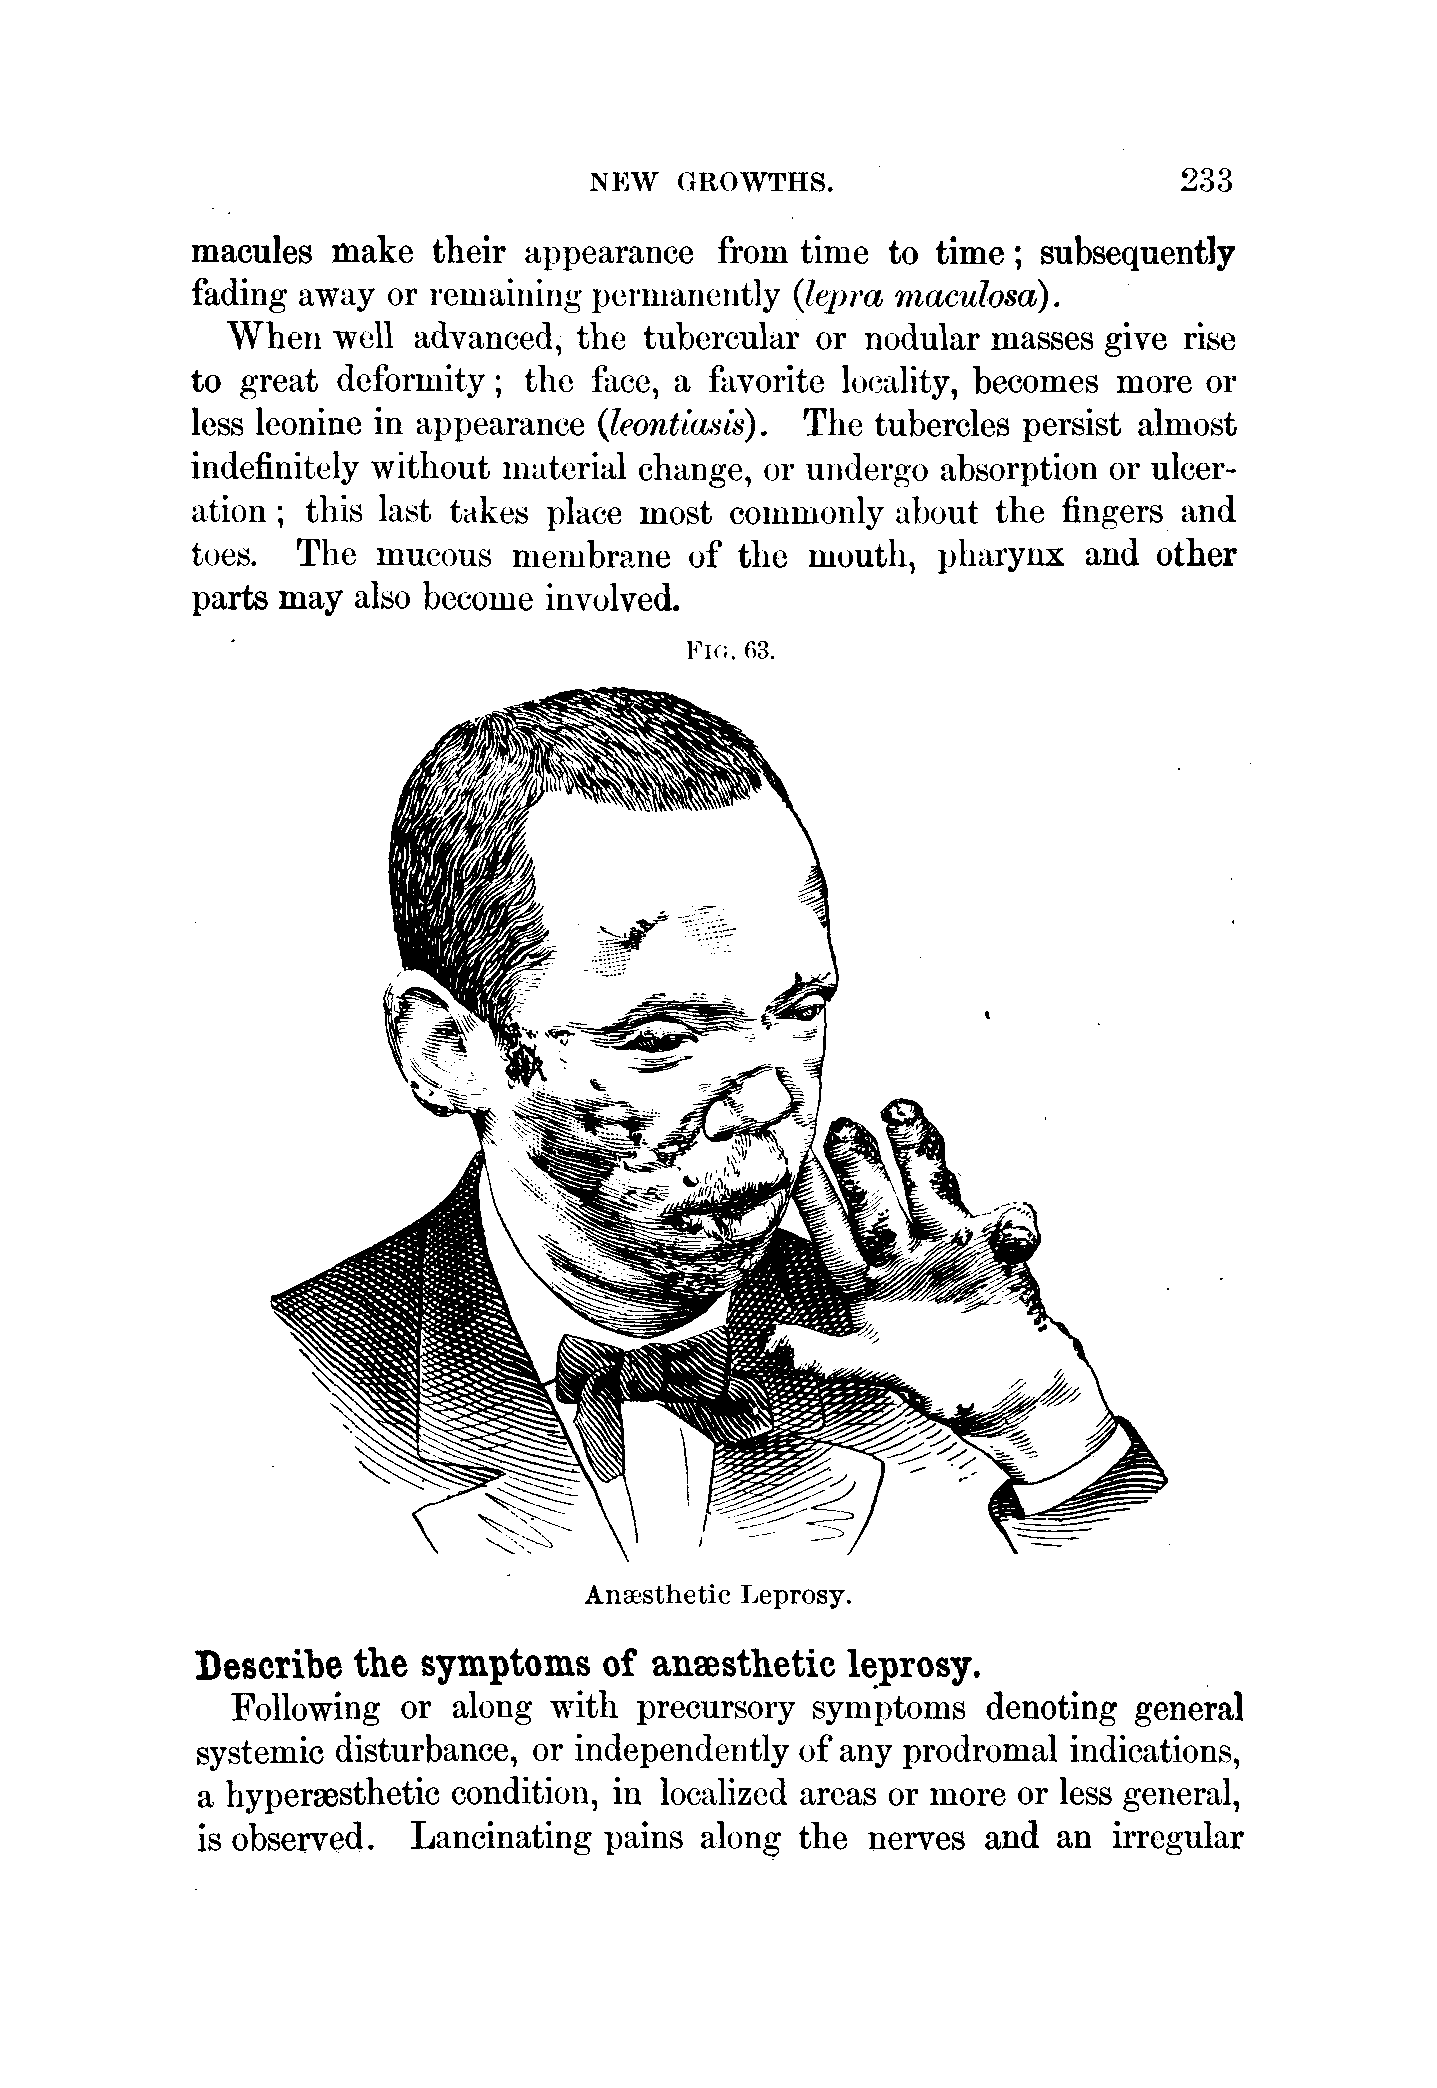 NEW GROWTHS. 233
macules make their appearance from time to time; subsequently
fading away or remaining permanently (lepra maculosa).
When well advanced, the tubercular or nodular masses give rise
to great deformity; the face, a favorite locality, becomes more or
less leonine in appearance (leontiasis). The tubercles persist almost
indefinitely without material change, or undergo absorption or ulcer-
ation; this last takes place most commonly about the fingers and
toes. The mucous membrane of the mouth, pharynx and other
parts may also become involved.
FIG. 63.
Anæsthetic Leprosy.
Describe the symptoms of anæsthetic leprosy.
Following or along with precursory symptoms denoting general
systemic disturbance, or independently of any prodromal indications,
a hyperæsthetic condition, in localized areas or more or less general,
is observed. Lancinating pains along the nerves and an irregular